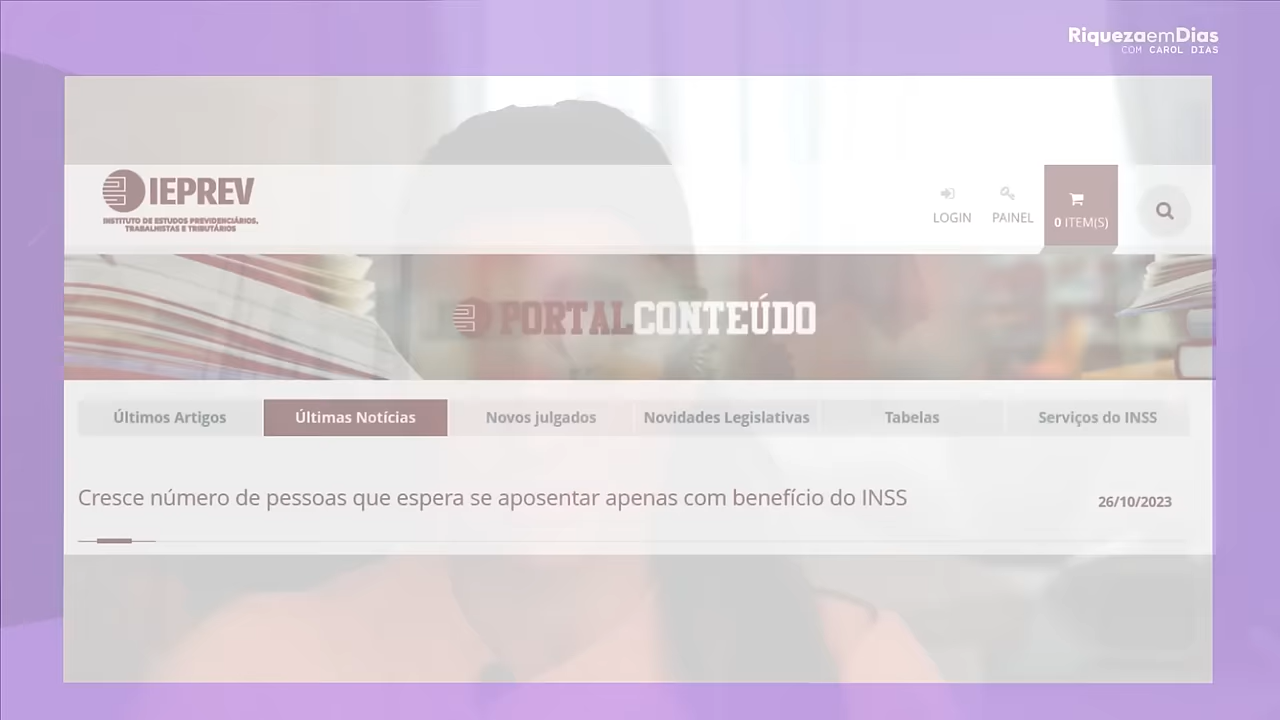 RiquezaemDias
COM CAROL DIAS
IEPREV
INSTITUTO DE ESTUDOS PREVIDENCIÁRIOS,
TRABALHISTAS E TRIBUTÁRIOS
LOGIN
PAINEL
0 ITEM(S)
PORTALCONTEÚDO
Últimos Artigos
Últimas Notícias
Novos julgados
Novidades Legislativas
Tabelas
Serviços do INSS
Cresce número de pessoas que espera se aposentar apenas com benefício do INSS
26/10/2023